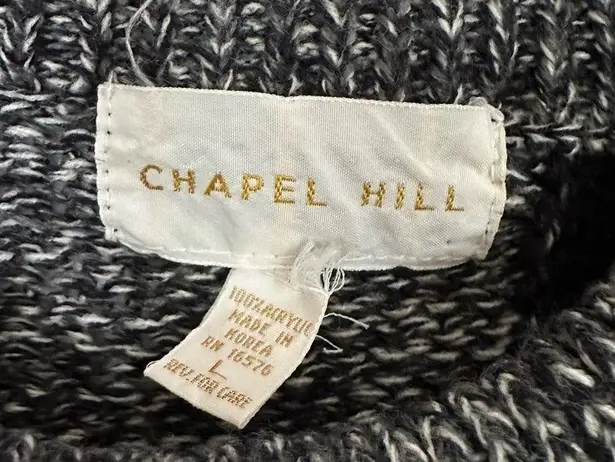 CHAPEL HILL
100% ACRYLIC
MADE IN
KOREA
RN 16576
L
REV. FOR CARE